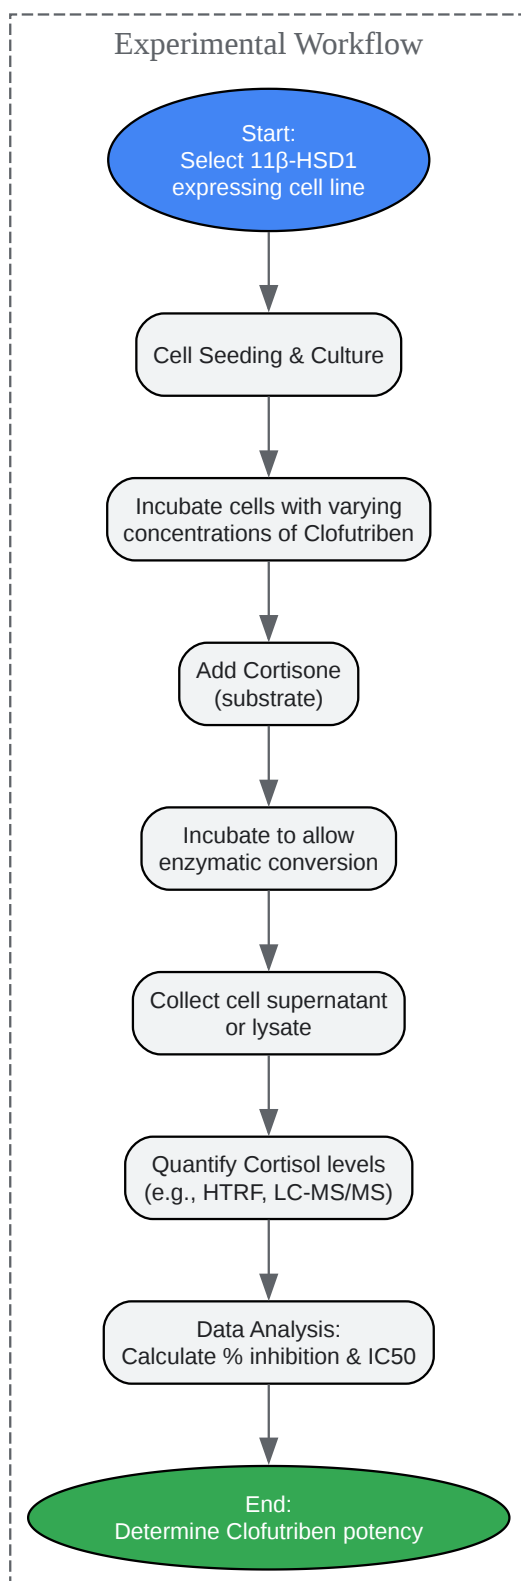 Experimental Workflow
Start:
Select 11β-HSD1
expressing cell line
Cell Seeding & Culture
Incubate cells with varying
concentrations of Clofutriben
Add Cortisone
(substrate)
Incubate to allow
enzymatic conversion
Collect cell supernatant
or lysate
Quantify Cortisol levels
(e.g., HTRF, LC-MS/MS)
Data Analysis:
Calculate % inhibition & IC50
End:
Determine Clofutriben potency